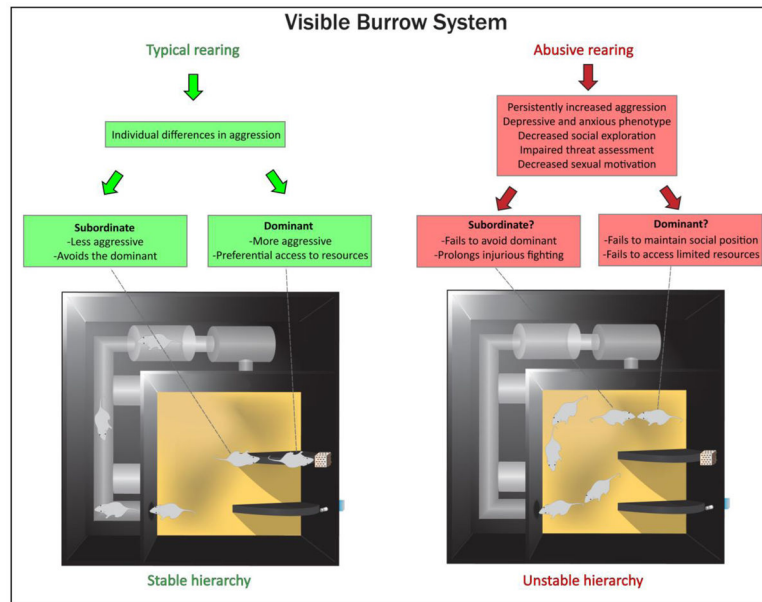 Visible Burrow System
Typical rearing
Individual differences in aggression
Subordinate
-Less aggressive
-Avoids the dominant
Dominant
-More aggressive
-Preferential access to resources
Stable hierarchy
Abusive rearing
Persistently increased aggression
Depressive and anxious phenotype
Decreased social exploration
Impaired threat assessment
Decreased sexual motivation
Subordinate?
-Fails to avoid dominant
-Prolongs injurious fighting
Dominant?
-Fails to maintain social position
-Fails to access limited resources
Unstable hierarchy